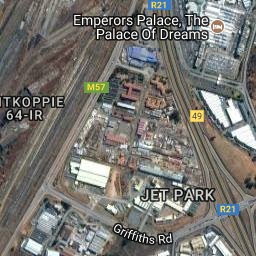 R21
Emperors Palace, The
Palace Of Dreams
M57
ITKOPPIE
64-IR
49
JET PARK
R21
Griffiths Rd